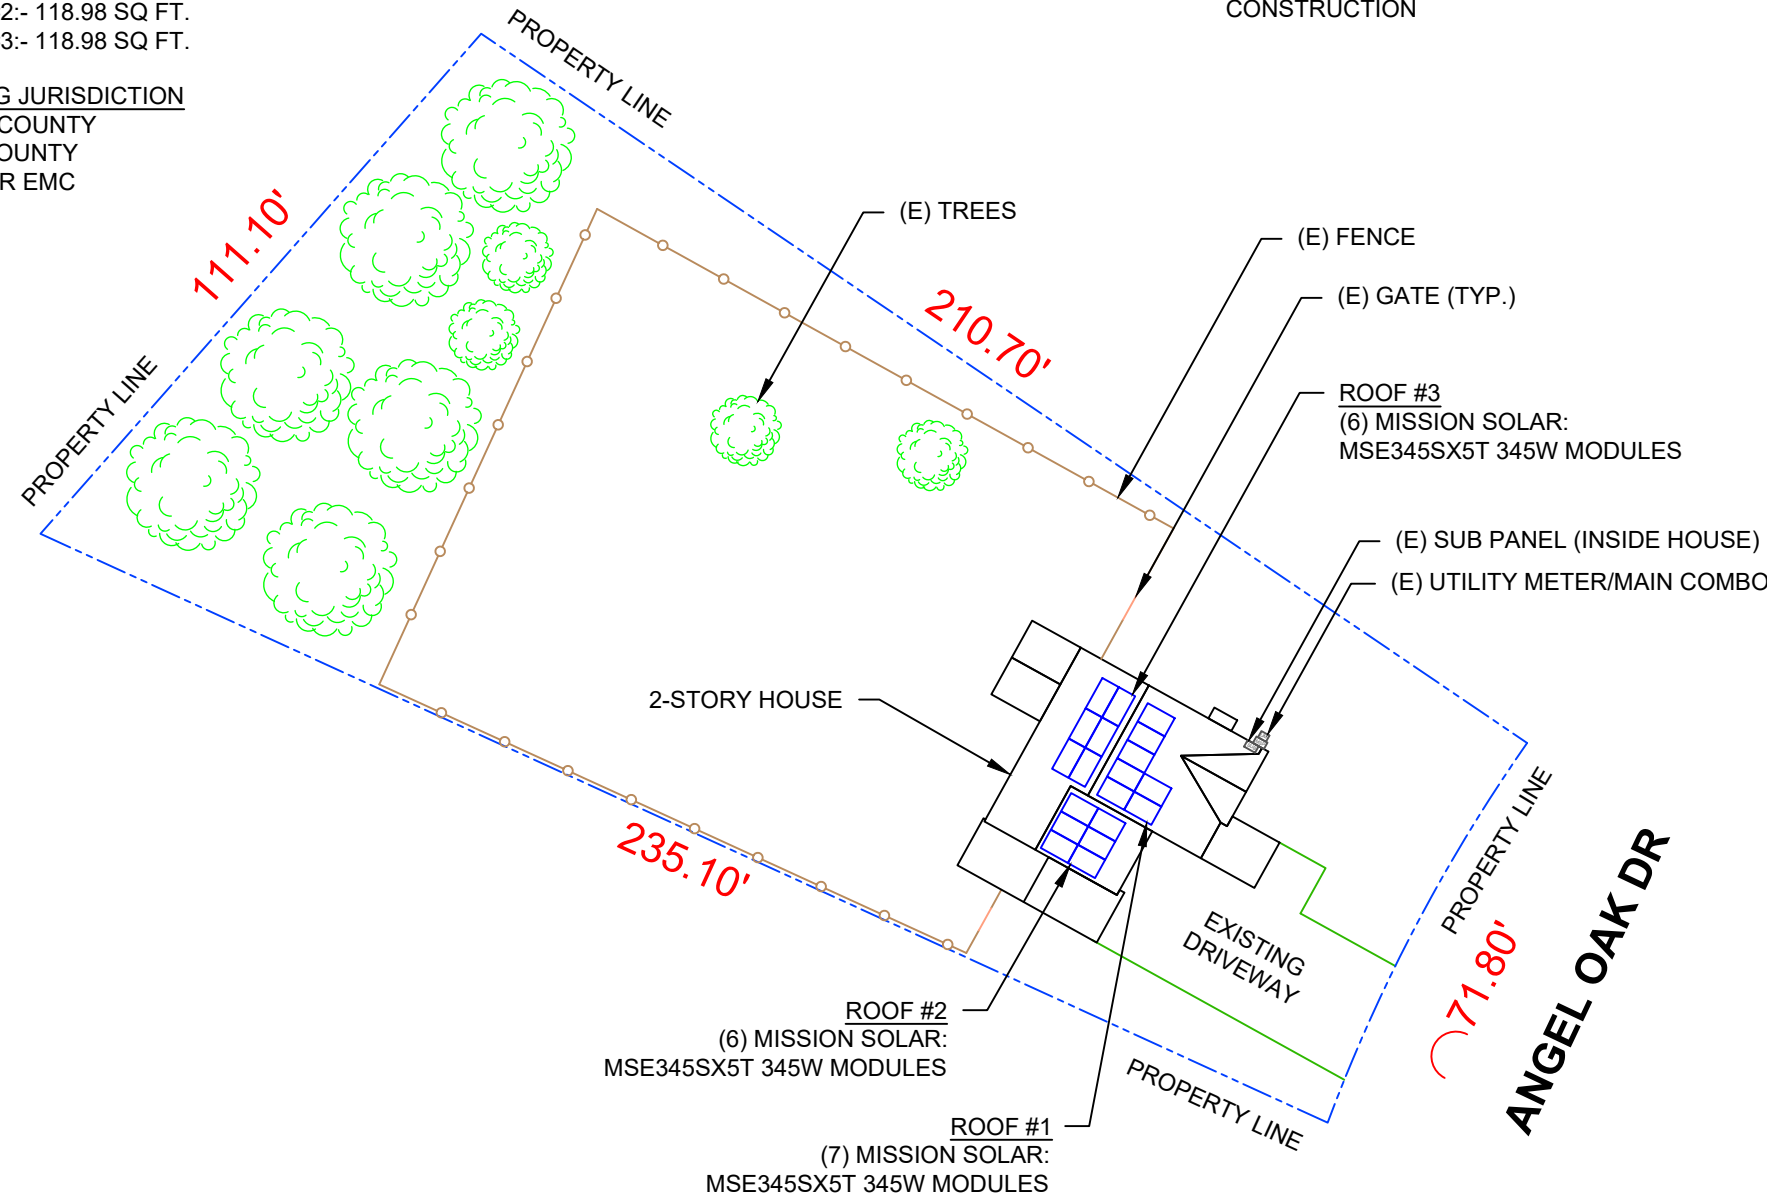 2:- 118.98 SQ FT.
3:- 118.98 SQ FT.
G JURISDICTION
COUNTY
OUNTY
R EMC
CONSTRUCTION
PROPERTY LINE
111.10'
PROPERTY LINE
(E) TREES
210.70'
(E) FENCE
(E) GATE (TYP.)
ROOF #3
(6) MISSION SOLAR:
MSE345SX5T 345W MODULES
(E) SUB PANEL (INSIDE HOUSE)
(E) UTILITY METER/MAIN COMBO
2-STORY HOUSE
235.10'
PROPERTY LINE
71.80'
ANGEL OAK DR
EXISTING
DRIVEWAY
ROOF #2
(6) MISSION SOLAR:
MSE345SX5T 345W MODULES
PROPERTY LINE
ROOF #1
(7) MISSION SOLAR:
MSE345SX5T 345W MODULES